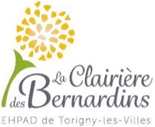 La Clairière
des Bernardins
EHPAD de Torigny-les-Villes